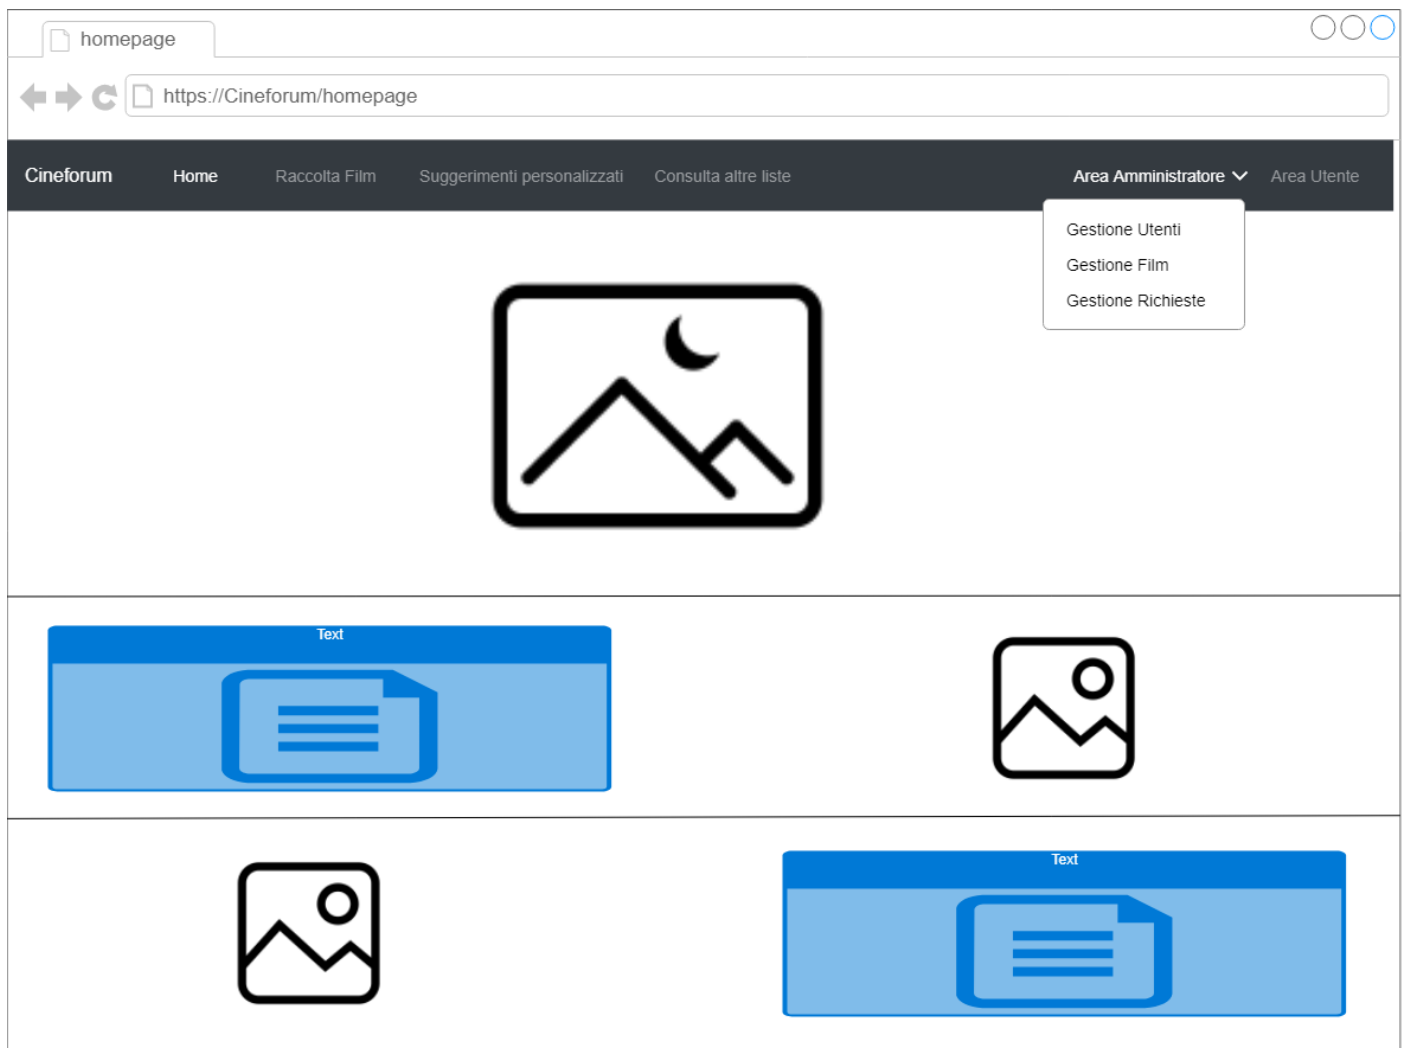 homepage
https://Cineforum/homepage
Cineforum Home Raccolta Film Suggerimenti personalizzati Consulta altre liste Area Amministratore Area Utente
Gestione Utenti
Gestione Film
Gestione Richieste
Text
Text